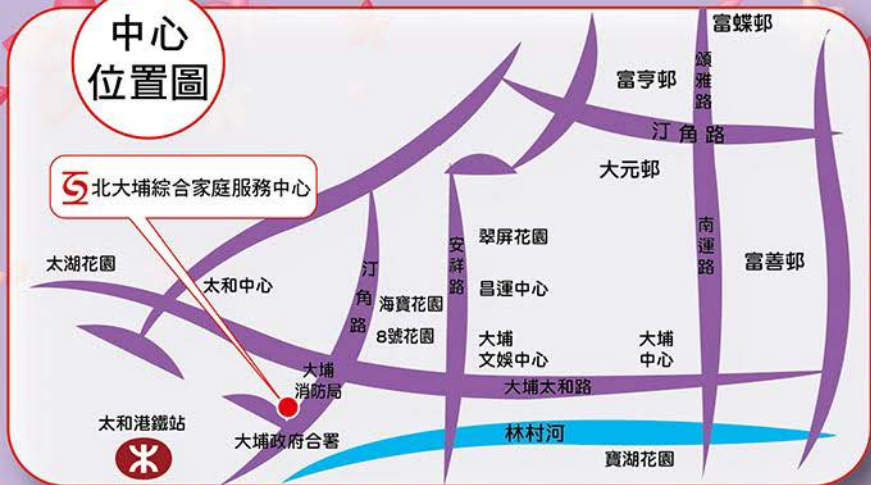 中心
位置圖
北大埔綜合家庭服務中心
富蝶邨
頌雅路
富亨邨
汀角路
大元邨
太湖花園
太和中心
汀角路
海寶花園
8號花園
安祥路
翠屏花園
昌運中心
南運路
富善邨
大埔
文娛中心
大埔
中心
大埔
消防局
大埔太和路
太和港鐵站
大埔政府合署
林村河
寶湖花園